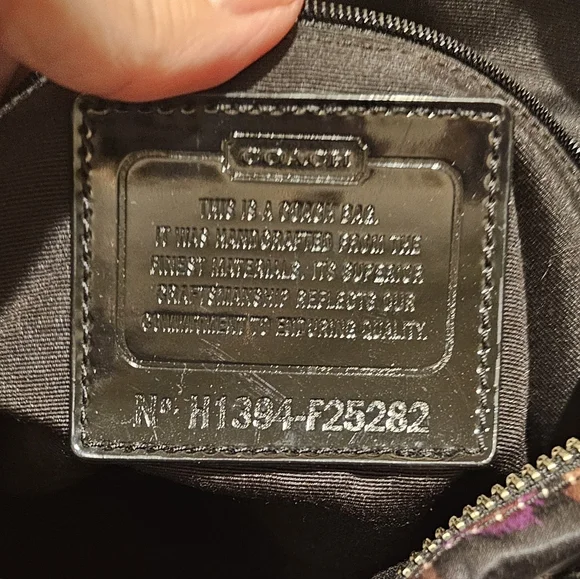 COACH
THIS IS A COACH BAG.
IT WAS HANDCRAFTED FROM THE
FINEST MATERIALS. ITS SUPERIOR
CRAFTSMANSHIP REFLECTS OUR
COMMITMENT TO ENDURING QUALITY.
No H1394-F25282